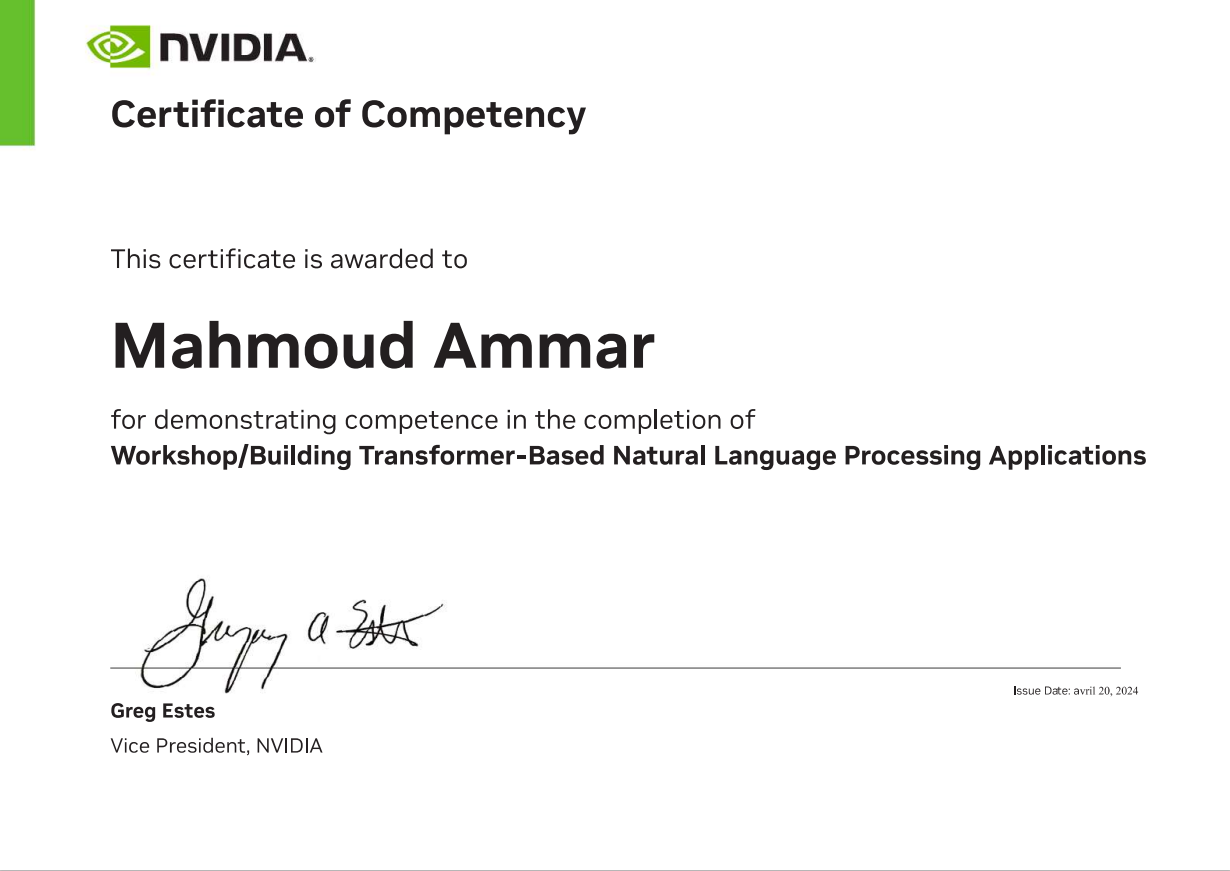 NVIDIA.
Certificate of Competency
This certificate is awarded to
Mahmoud Ammar
for demonstrating competence in the completion of
Workshop/Building Transformer-Based Natural Language Processing Applications
Gregory A Estes
Issue Date: avril 20, 2024
Greg Estes
Vice President, NVIDIA